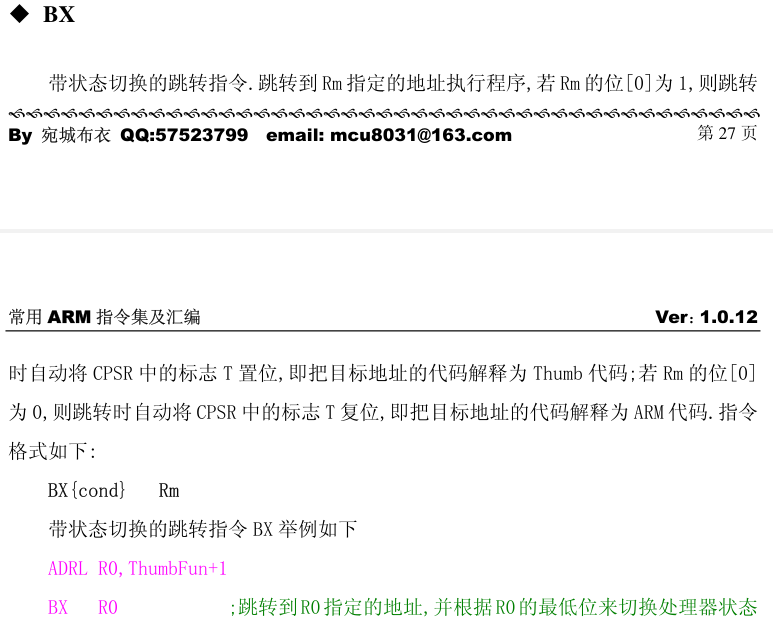 ◆ BX
带状态切换的跳转指令.跳转到 Rm 指定的地址执行程序,若 Rm 的位[0]为 1,则跳转
By 宛城布衣 QQ:57523799 email: mcu8031@163.com 第 27 页
常用 ARM 指令集及汇编 Ver: 1.0.12
时自动将 CPSR 中的标志 T 置位,即把目标地址的代码解释为 Thumb 代码;若 Rm 的位[0]
为 0,则跳转时自动将 CPSR 中的标志 T 复位,即把目标地址的代码解释为 ARM 代码.指令
格式如下:
BX{cond} Rm
带状态切换的跳转指令 BX 举例如下
ADRL R0,ThumbFun+1
BX R0 ;跳转到 R0 指定的地址,并根据 R0 的最低位来切换处理器状态